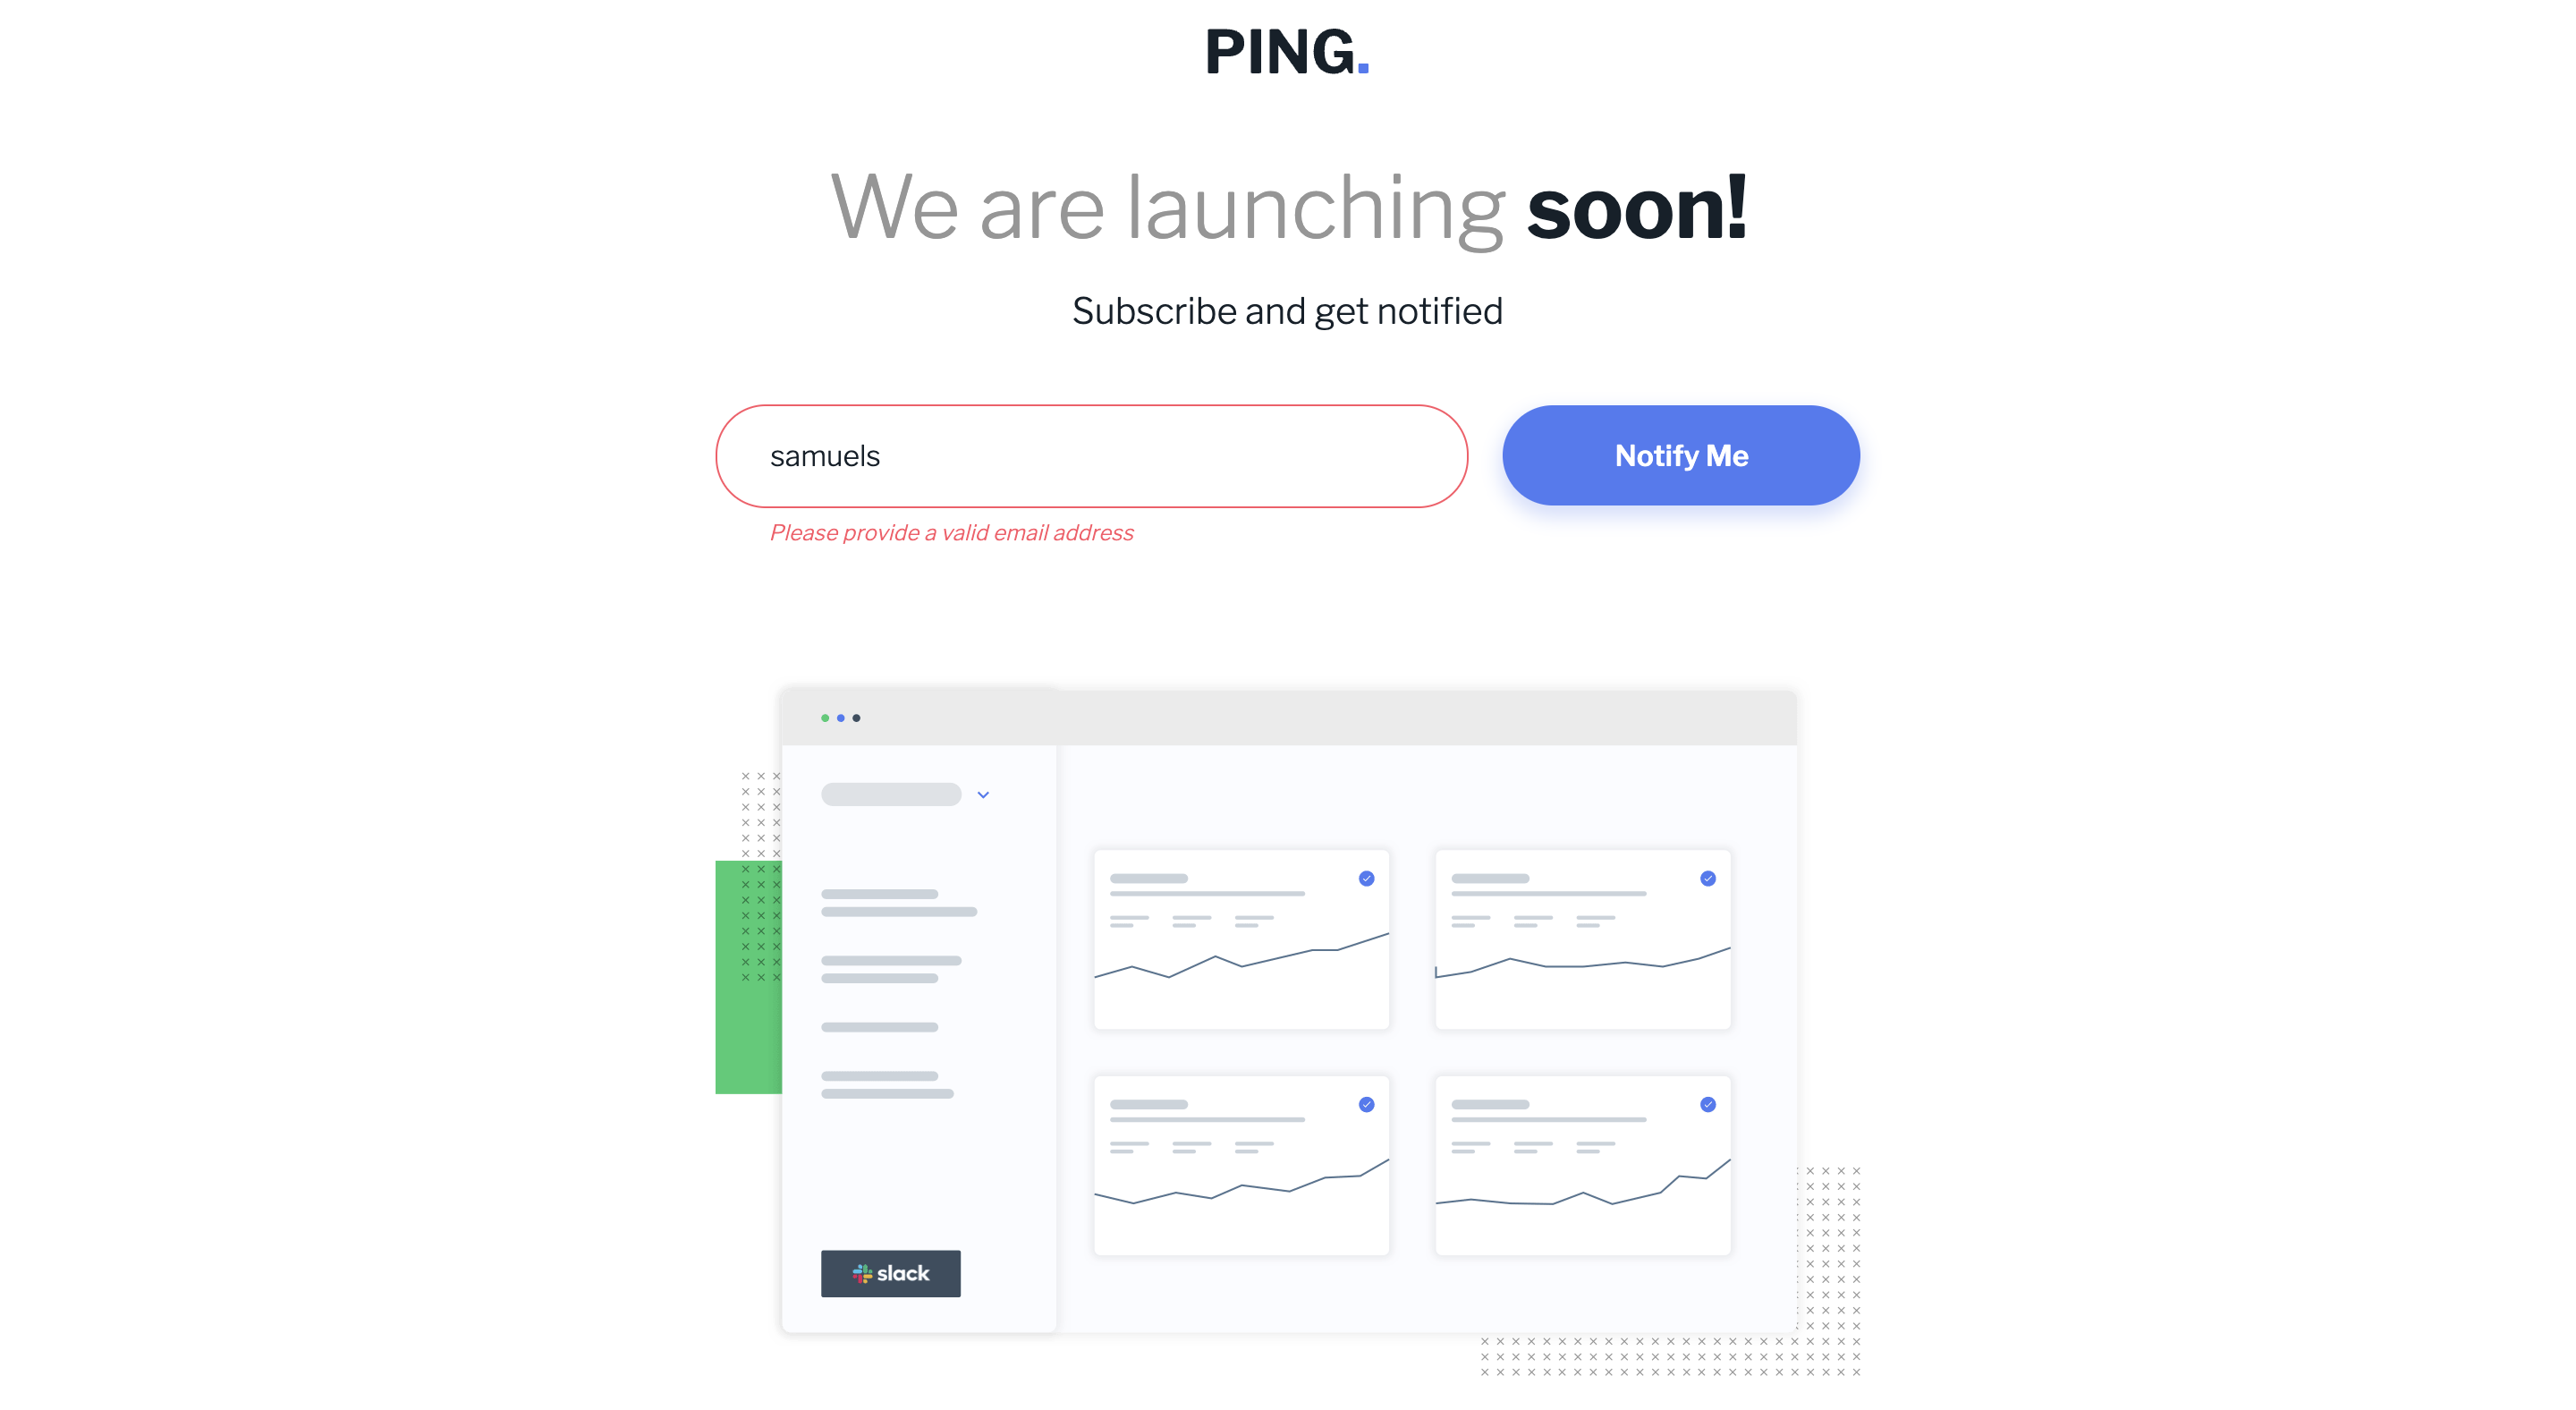 PING.
We are launching soon!
Subscribe and get notified
samuels
Notify Me
Please provide a valid email address
slack